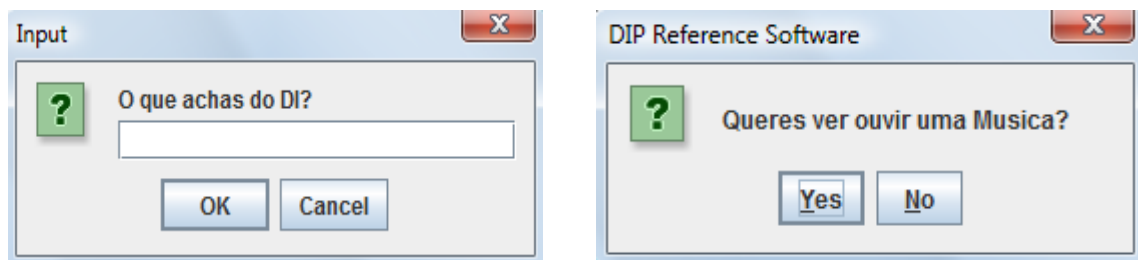 Input
O que achas do DI?
OK
Cancel
DIP Reference Software
Queres ver ouvir uma Musica?
Yes
No